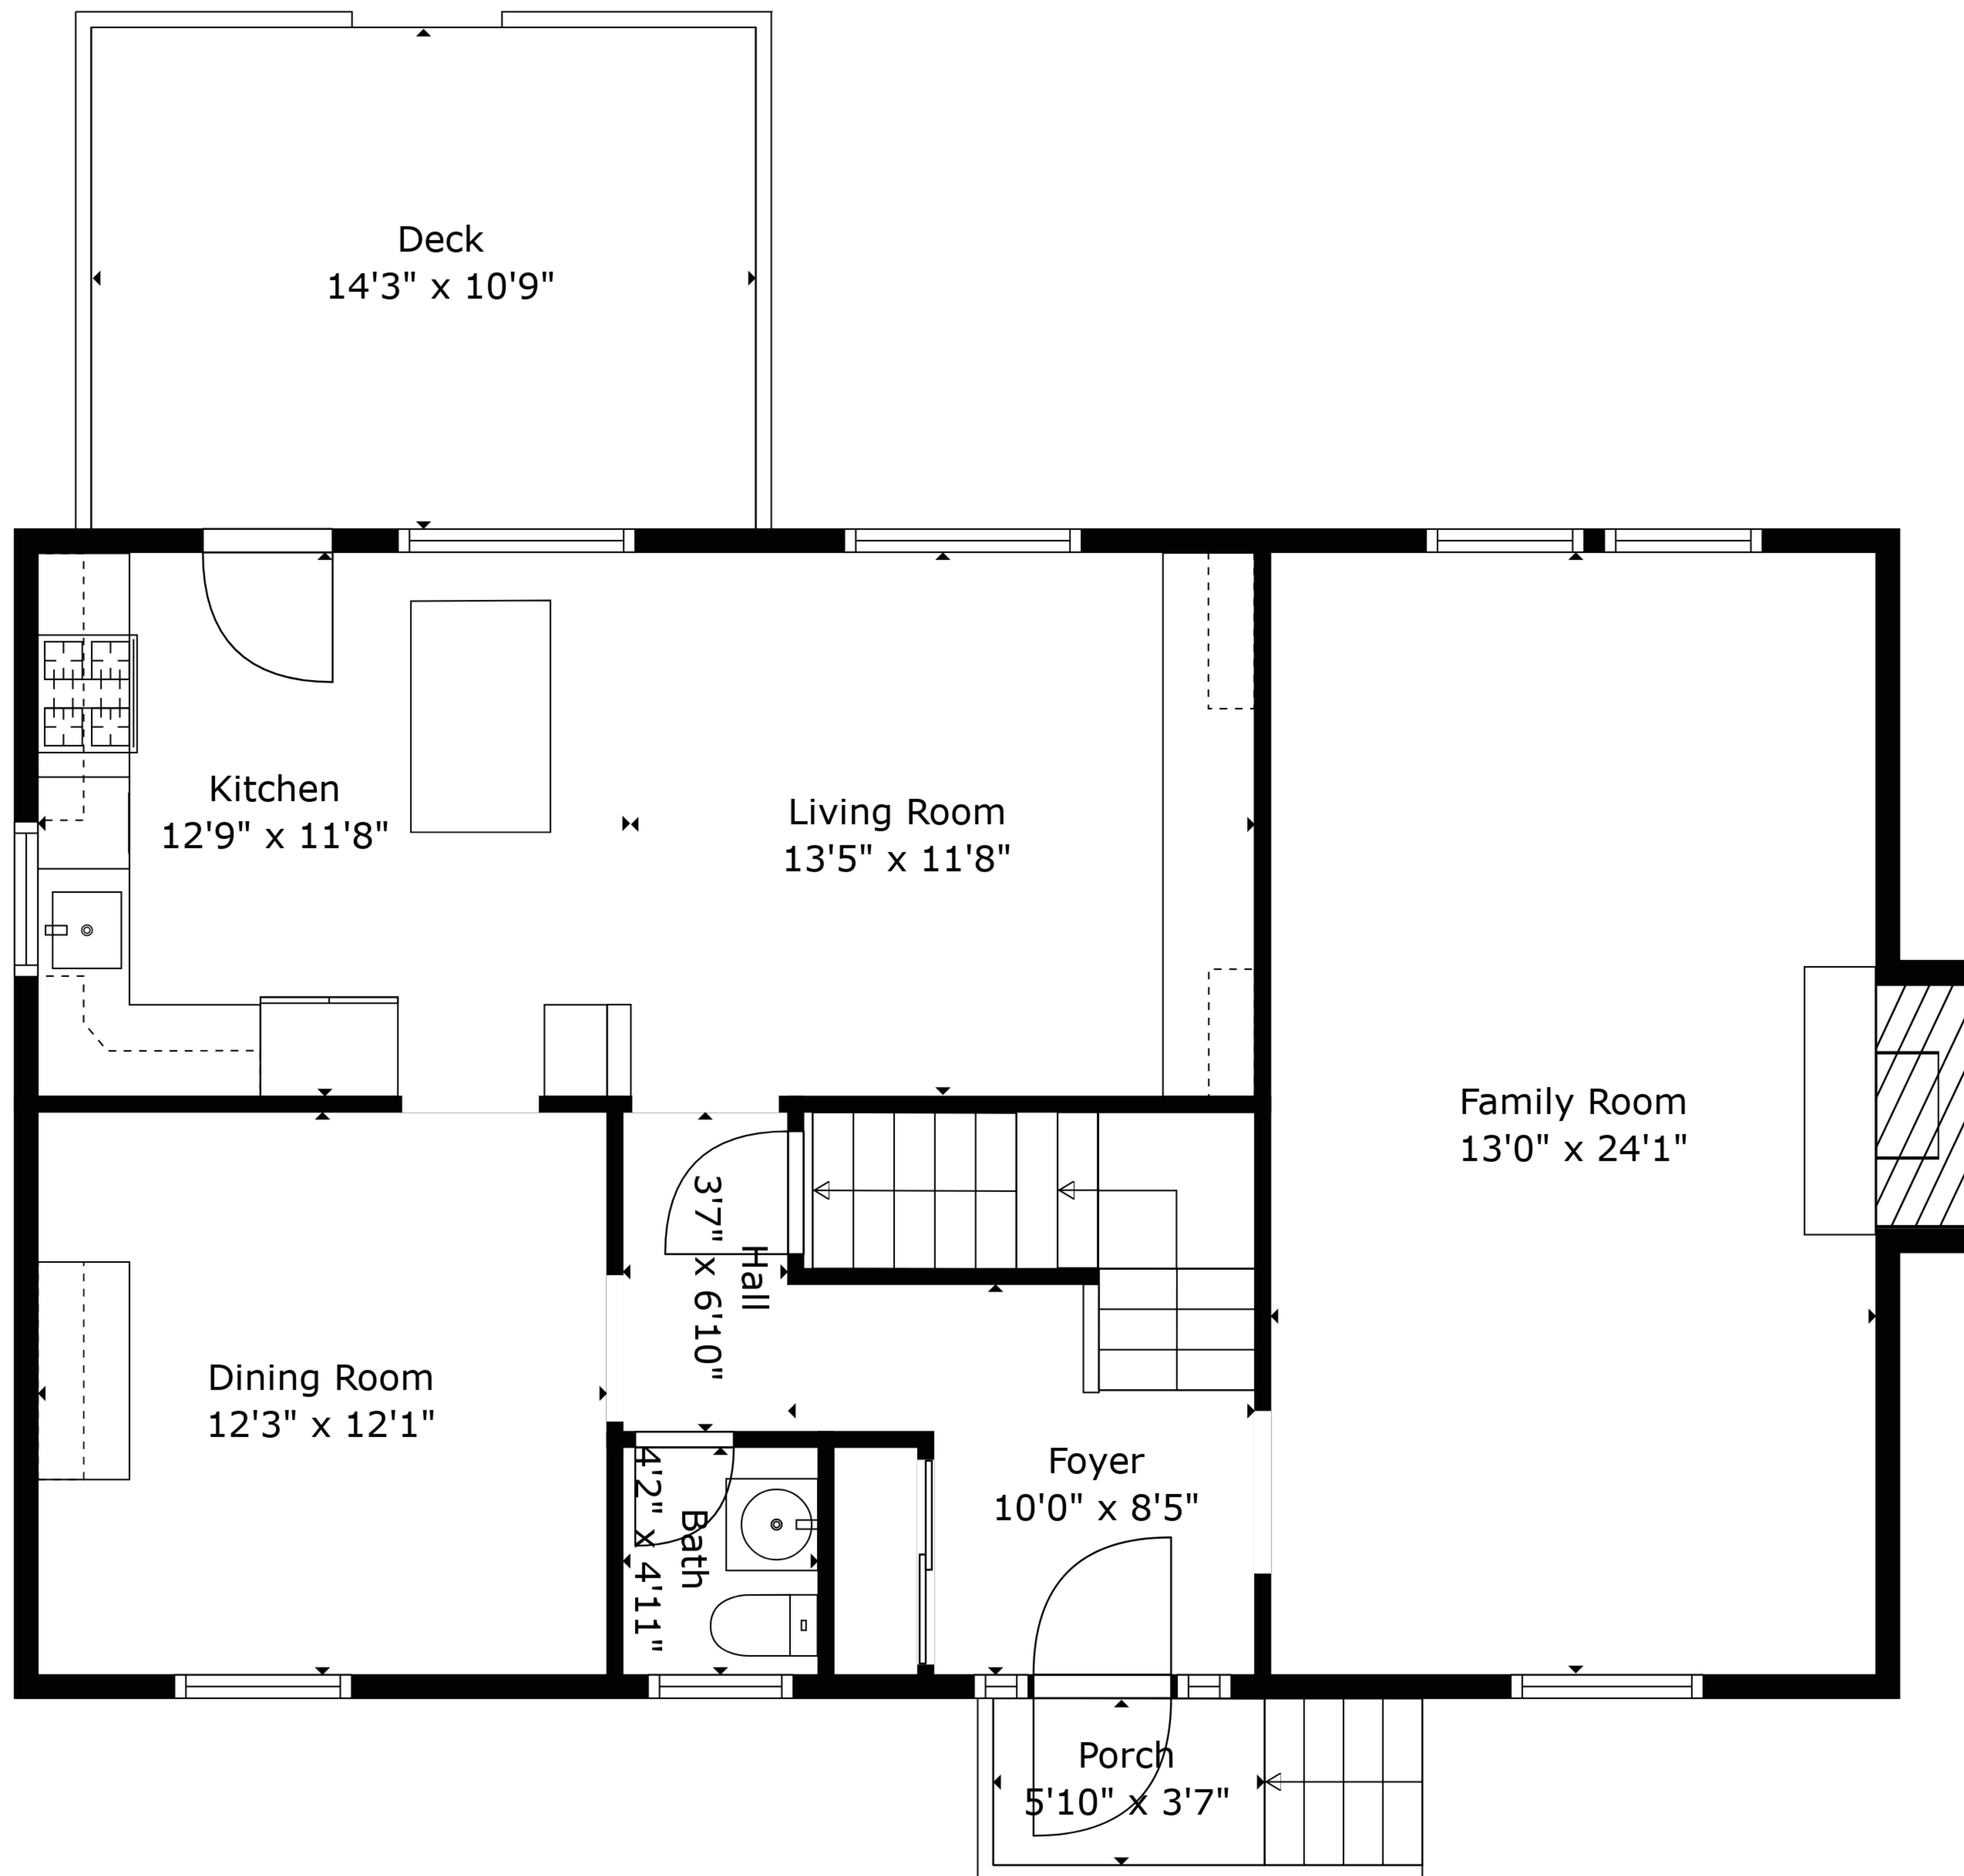 Deck
14'3" x 10'9"
Kitchen
12'9" x 11'8"
Living Room
13'5" x 11'8"
Family Room
13'0" x 24'1"
Hall
3'7" x 6'10"
Dining Room
12'3" x 12'1"
Foyer
10'0" x 8'5"
Bath
4'2" x 4'11"
Porch
5'10" x 3'7"